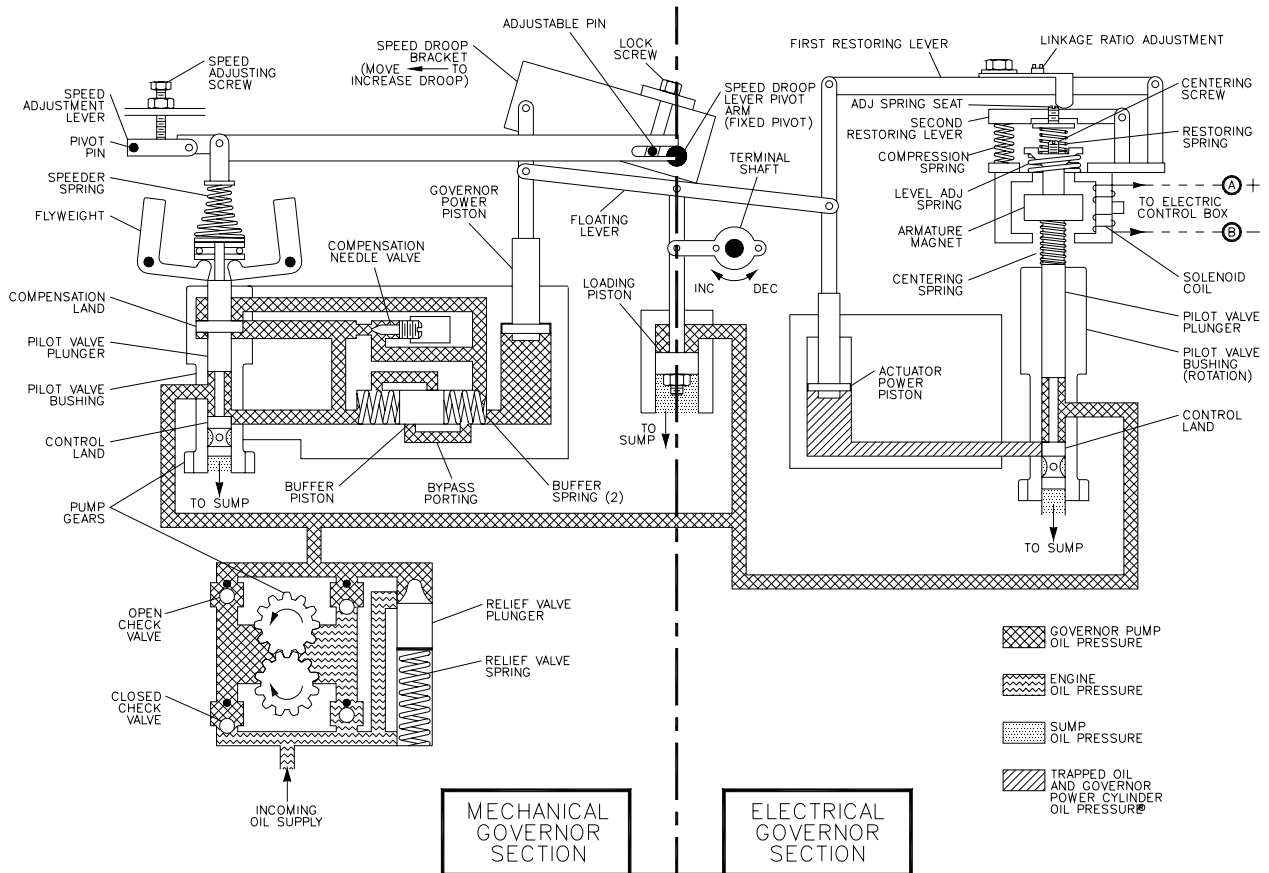 ADJUSTABLE PIN
SPEED DROOP
BRACKET
(MOVE TO
INCREASE DROOP)
LOCK
SCREW
FIRST RESTORING LEVER
LINKAGE RATIO ADJUSTMENT
SPEED
ADJUSTING
SCREW
SPEED
ADJUSTMENT
LEVER
PIVOT
PIN
SPEEDER
SPRING
FLYWEIGHT
SPEED DROOP
LEVER PIVOT
ARM
(FIXED PIVOT)
ADJ SPRING SEAT
SECOND
RESTORING LEVER
COMPRESSION
SPRING
CENTERING
SCREW
RESTORING
SPRING
TERMINAL
SHAFT
LEVEL ADJ
SPRING
GOVERNOR
POWER
PISTON
FLOATING
LEVER
A +
TO ELECTRIC
CONTROL BOX
B -
ARMATURE
MAGNET
COMPENSATION
NEEDLE VALVE
CENTERING
SPRING
SOLENOID
COIL
LOADING
PISTON
INC
DEC
COMPENSATION
LAND
PILOT VALVE
PLUNGER
PILOT VALVE
BUSHING
CONTROL
LAND
PILOT VALVE
PLUNGER
PILOT VALVE
BUSHING
(ROTATION)
ACTUATOR
POWER
PISTON
CONTROL
LAND
TO
SUMP
PUMP
GEARS
TO SUMP
BUFFER
PISTON
BYPASS
PORTING
BUFFER
SPRING (2)
TO SUMP
OPEN
CHECK
VALVE
RELIEF VALVE
PLUNGER
RELIEF VALVE
SPRING
CLOSED
CHECK
VALVE
INCOMING
OIL SUPPLY
GOVERNOR PUMP
OIL PRESSURE
ENGINE
OIL PRESSURE
SUMP
OIL PRESSURE
TRAPPED OIL
AND GOVERNOR
POWER CYLINDER
OIL PRESSURE®
MECHANICAL
GOVERNOR
SECTION
ELECTRICAL
GOVERNOR
SECTION